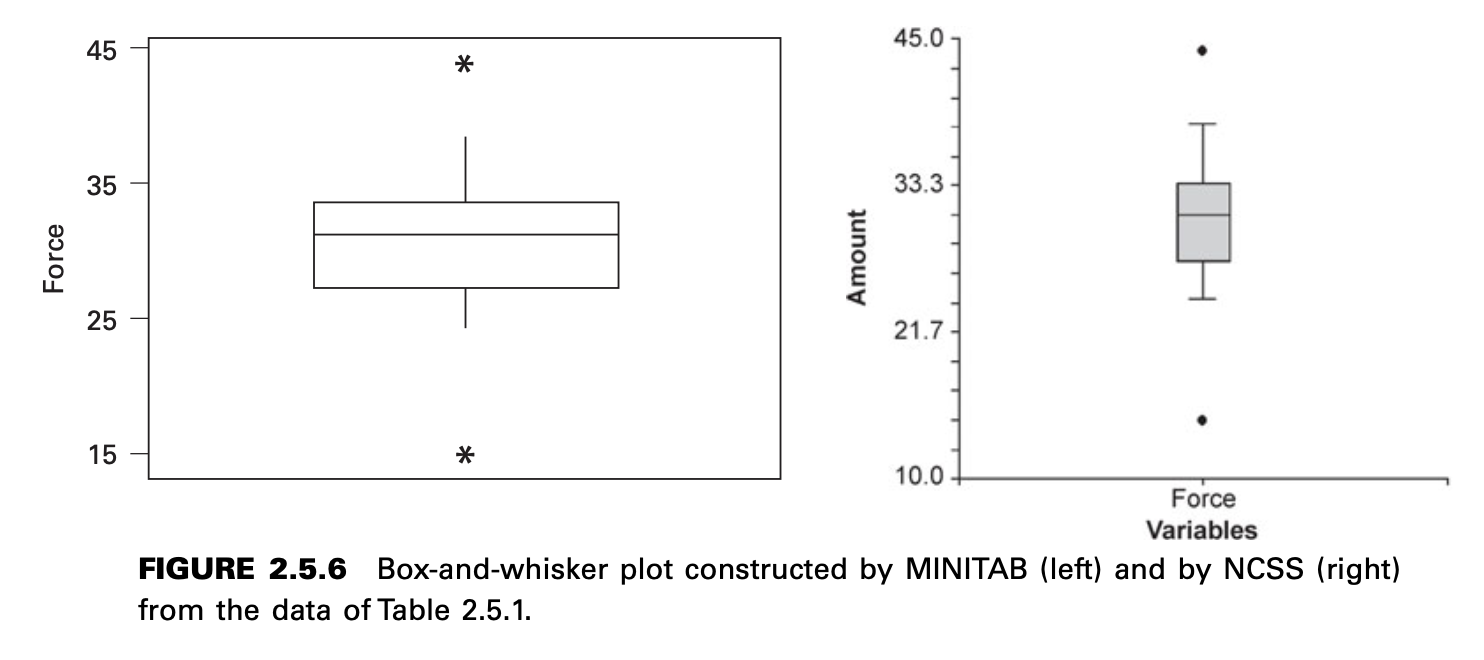 45
35
25
15
Force
*
*
45.0
33.3
21.7
10.0
Amount
Force
Variables
FIGURE 2.5.6 Box-and-whisker plot constructed by MINITAB (left) and by NCSS (right)
from the data of Table 2.5.1.